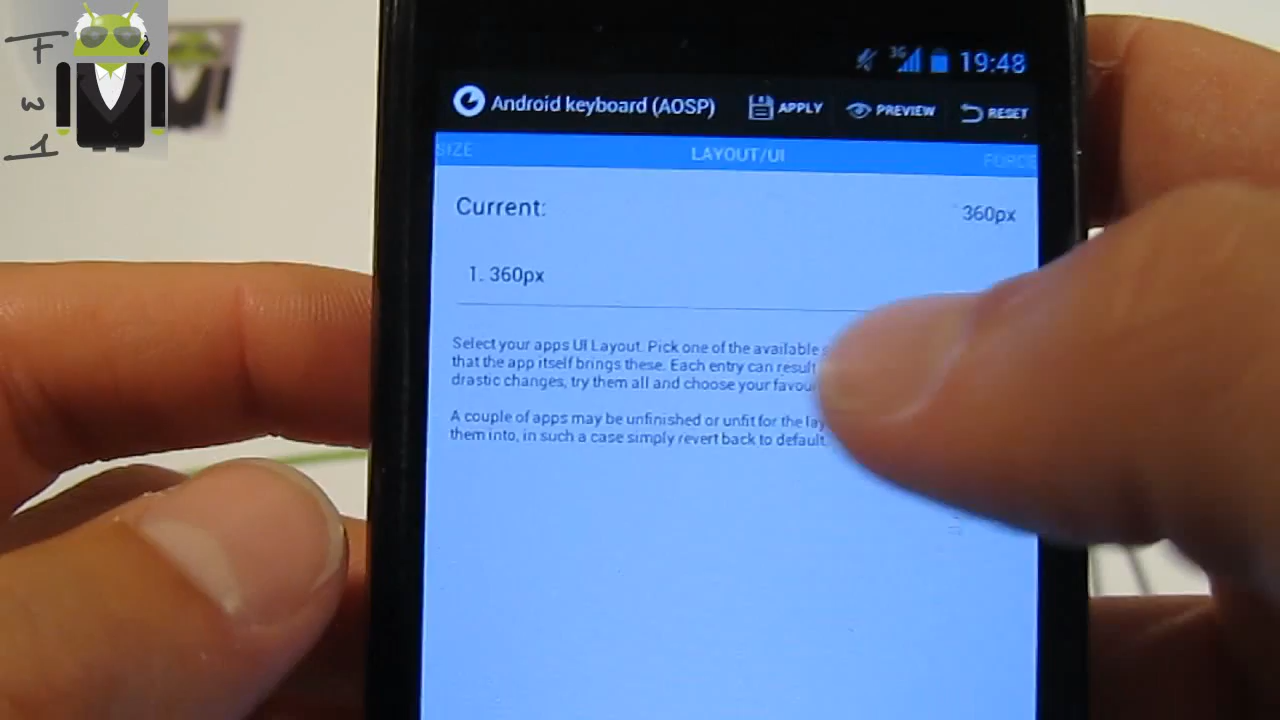 F
w
1
3G 19:48
Android keyboard (AOSP) APPLY PREVIEW RESET
SIZE LAYOUT/UI FORCE
Current: 360px
1. 360px
Select your apps UI Layout. Pick one of the available
that the app itself brings these. Each entry can result
drastic changes, try them all and choose your
A couple of apps may be unfinished or unfit for the
them into, in such a case simply revert back to default.